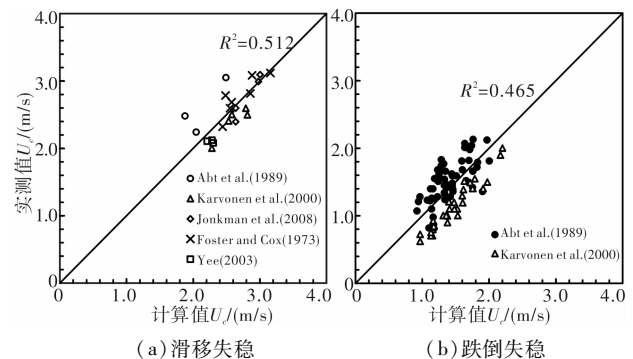 4.0
3.0
2.0
1.0
0
实测值Uc/(m/s)
R²=0.512
Abt et al.(1989)
Karvonen et al.(2000)
Jonkman et al.(2008)
Foster and Cox(1973)
Yee(2003)
0 1.0 2.0 3.0 4.0
计算值Uc/(m/s)
(a)滑移失稳
4.0
3.0
2.0
1.0
0
R²=0.465
Abt et al.(1989)
Karvonen et al.(2000)
0 1.0 2.0 3.0 4.0
计算值Uc/(m/s)
(b)跌倒失稳